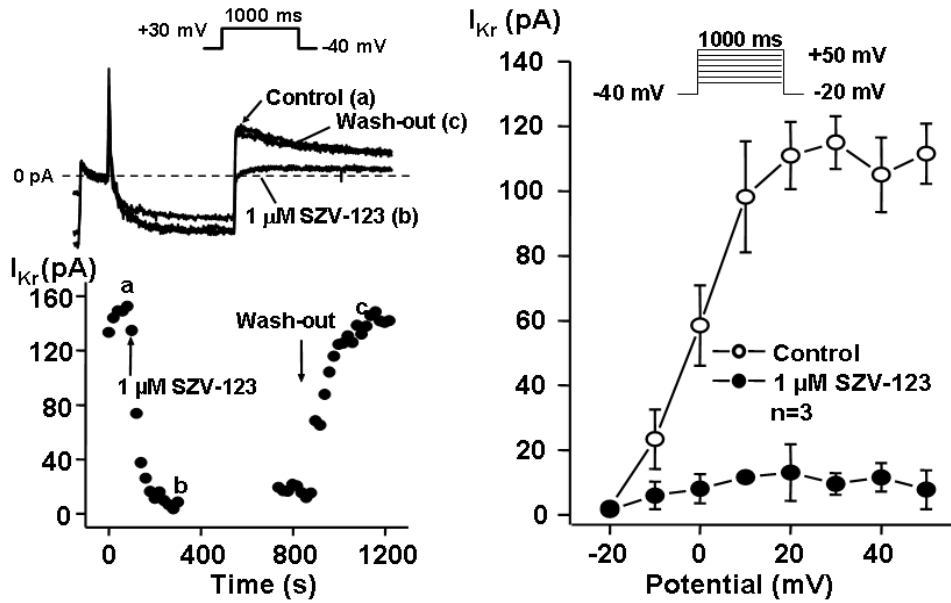 1000 ms
+30 mV
-40 mV
Control (a)
Wash-out (c)
0 pA
1 µM SZV-123 (b)
I_Kr(pA)
160
120
80
40
0
a
1 µM SZV-123
b
Wash-out
c
0 400 800 1200
Time (s)
I_Kr (pA)
1000 ms
+50 mV
-40 mV
-20 mV
140
120
100
80
60
40
20
0
Control
1 µM SZV-123
n=3
-20 0 20 40
Potential (mV)